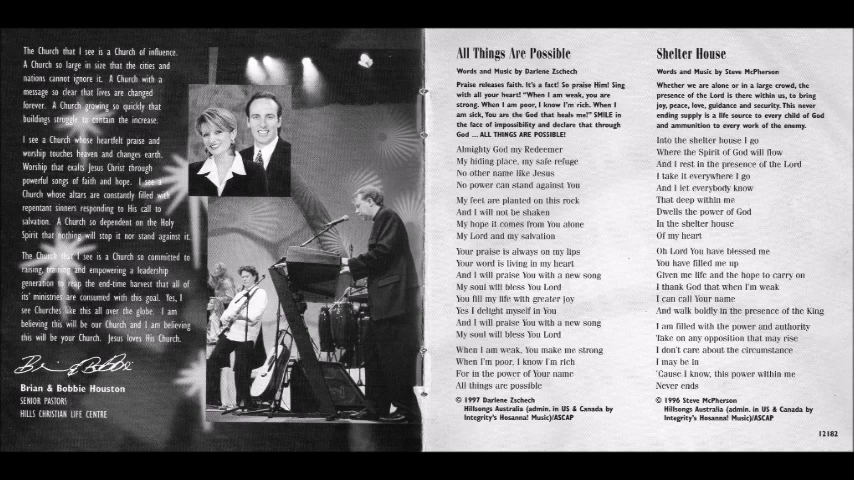 The Church that I see is a Church of influence.
A Church so large in size that the cities and
nations cannot ignore it. A Church with a
message so clear that lives are changed
forever. A Church growing so quickly that
buildings struggle to contain the increase.
I see a Church whose heartfelt praise and
worship touches heaven and changes earth.
Worship that exalts Jesus Christ through
powerful songs of faith and hope. I see a
Church whose altars are constantly filled with
repentant sinners responding to His call to
salvation. A Church so dependent on the Holy
Spirit that nothing will stop it nor stand against it.
The Church that I see is a Church so committed to
raising, training and empowering a leadership
generation to reap the end-time harvest that all of
its' ministries are consumed with this goal. Yes, I
see Churches like this all over the globe. I am
believing this will be our Church and I am believing
this will be your Church. Jesus loves His Church.
Brian & Bobbie Houston
SENIOR PASTORS
HILLS CHRISTIAN LIFE CENTRE
All Things Are Possible
Words and Music by Darlene Zschech
Praise releases faith. It's a fact! So praise Him! Sing
with all your heart! "When I am weak, you are
strong. When I am poor, I know I'm rich. When I
am sick, You are the God that heals me!" SMILE in
the face of impossibility and declare that through
God ... ALL THINGS ARE POSSIBLE!
Almighty God my Redeemer
My hiding place, my safe refuge
No other name like Jesus
No power can stand against You
My feet are planted on this rock
And I will not be shaken
My hope it comes from You alone
My Lord and my salvation
Your praise is always on my lips
Your word is living in my heart
And I will praise You with a new song
My soul will bless You Lord
You fill my life with greater joy
Yes I delight myself in You
And I will praise You with a new song
My soul will bless You Lord
When I am weak, You make me strong
When I'm poor, I know I'm rich
For in the power of Your name
All things are possible
© 1997 Darlene Zschech
Hillsongs Australia (admin. in US & Canada by
Integrity's Hosanna! Music)/ASCAP
Shelter House
Words and Music by Steve McPherson
Whether we are alone or in a large crowd, the
presence of the Lord is there within us, to bring
joy, peace, love, guidance and security. This never
ending supply is a life source to every child of God
and ammunition to every work of the enemy.
Into the shelter house I go
Where the Spirit of God will flow
And I rest in the presence of the Lord
I take it everywhere I go
And I let everybody know
That deep within me
Dwells the power of God
In the shelter house
Of my heart
Oh Lord You have blessed me
You have filled me up
Given me life and the hope to carry on
I thank God that when I'm weak
I can call Your name
And walk boldly in the presence of the King
I am filled with the power and authority
Take on any opposition that may rise
I don't care about the circumstance
I may be in
'Cause I know, this power within me
Never ends
© 1996 Steve McPherson
Hillsongs Australia (admin. in US & Canada by
Integrity's Hosanna! Music)/ASCAP
12182